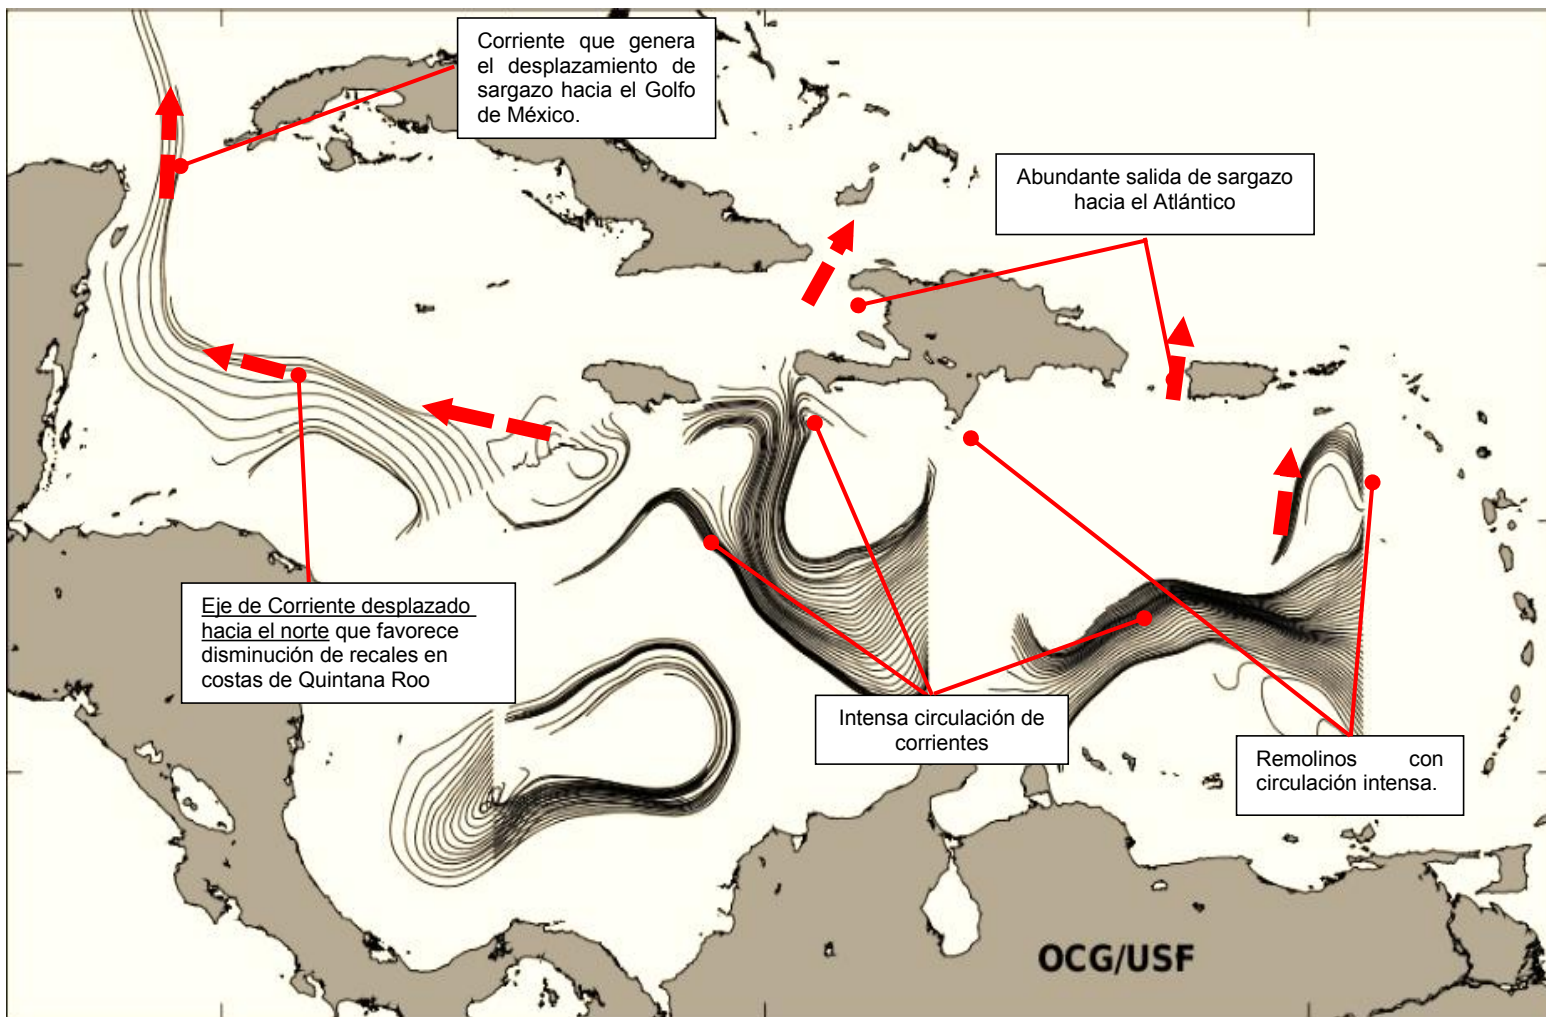 Corriente que genera
el desplazamiento de
sargazo hacia el Golfo
de México.
Abundante salida de sargazo
hacia el Atlántico
Eje de Corriente desplazado
hacia el norte que favorece
disminución de recales en
costas de Quintana Roo
Intensa circulación de
corrientes
Remolinos con
circulación intensa.
OCG/USF